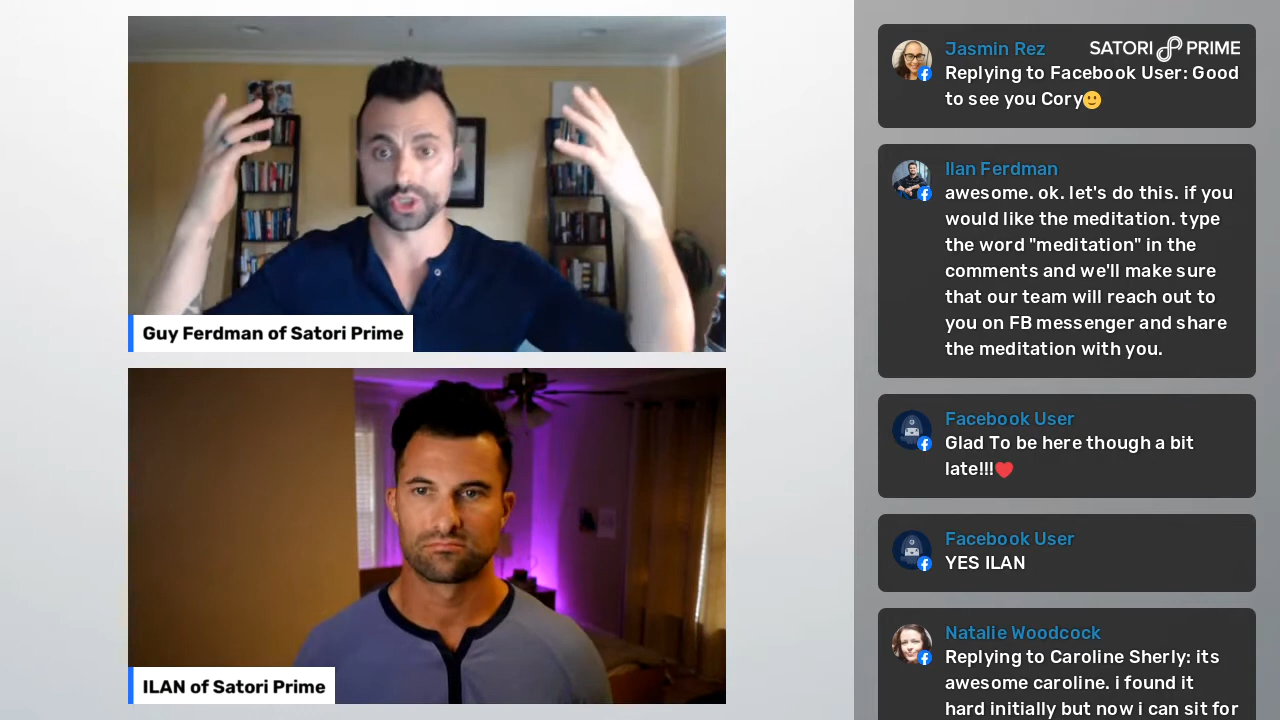 Guy Ferdman of Satori Prime
ILAN of Satori Prime
SATORI PRIME
Jasmin Rez
Replying to Facebook User: Good
to see you Cory🙂
Ilan Ferdman
awesome. ok. let's do this. if you
would like the meditation. type
the word "meditation" in the
comments and we'll make sure
that our team will reach out to
you on FB messenger and share
the meditation with you.
Facebook User
Glad To be here though a bit
late!!!❤️
Facebook User
YES ILAN
Natalie Woodcock
Replying to Caroline Sherly: its
awesome caroline. i found it
hard initially but now i can sit for